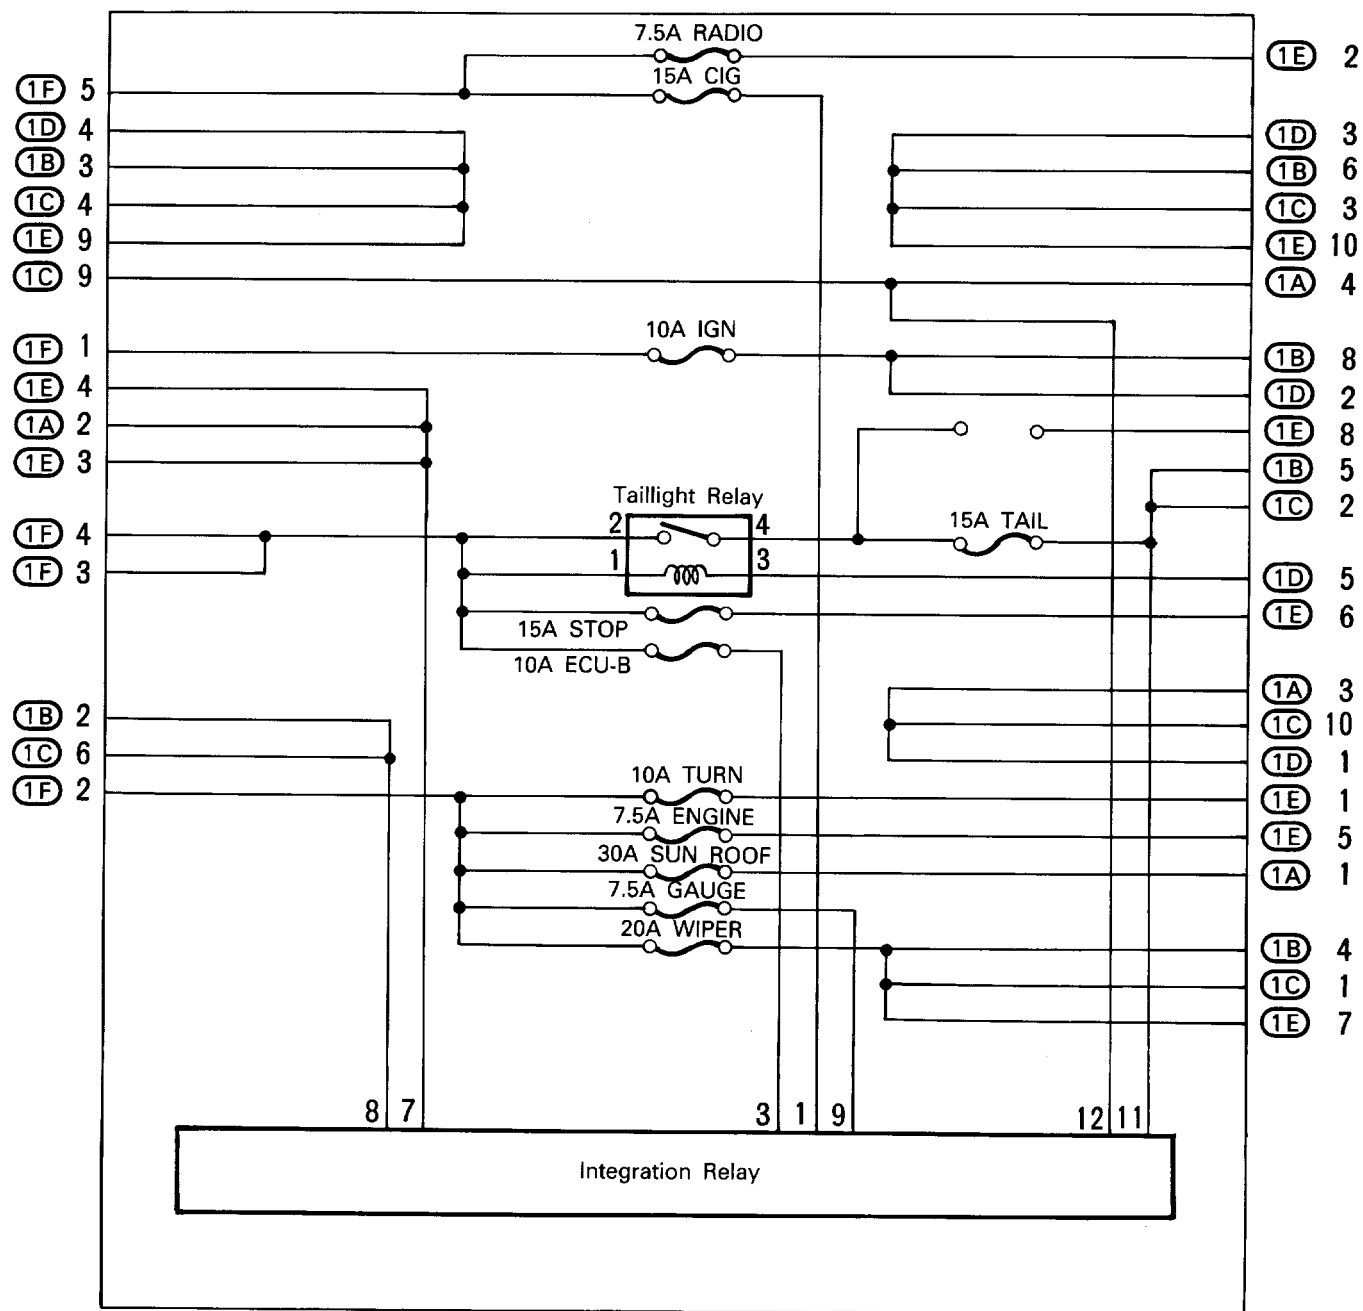 7.5A RADIO
1E 2
15A CIG
1F 5
1D 4
1D 3
1B 3
1B 6
1C 4
1C 3
1E 9
1E 10
1C 9
1A 4
10A IGN
1F 1
1B 8
1E 4
1D 2
1A 2
1E 8
1E 3
1B 5
Taillight Relay
1C 2
2 4
15A TAIL
1F 4
1 3
1F 3
1D 5
15A STOP
1E 6
10A ECU-B
1A 3
1B 2
1C 10
1C 6
1D 1
10A TURN
1F 2
1E 1
7.5A ENGINE
1E 5
30A SUN ROOF
1A 1
7.5A GAUGE
20A WIPER
1B 4
1C 1
1E 7
8 7 3 1 9 12 11
Integration Relay